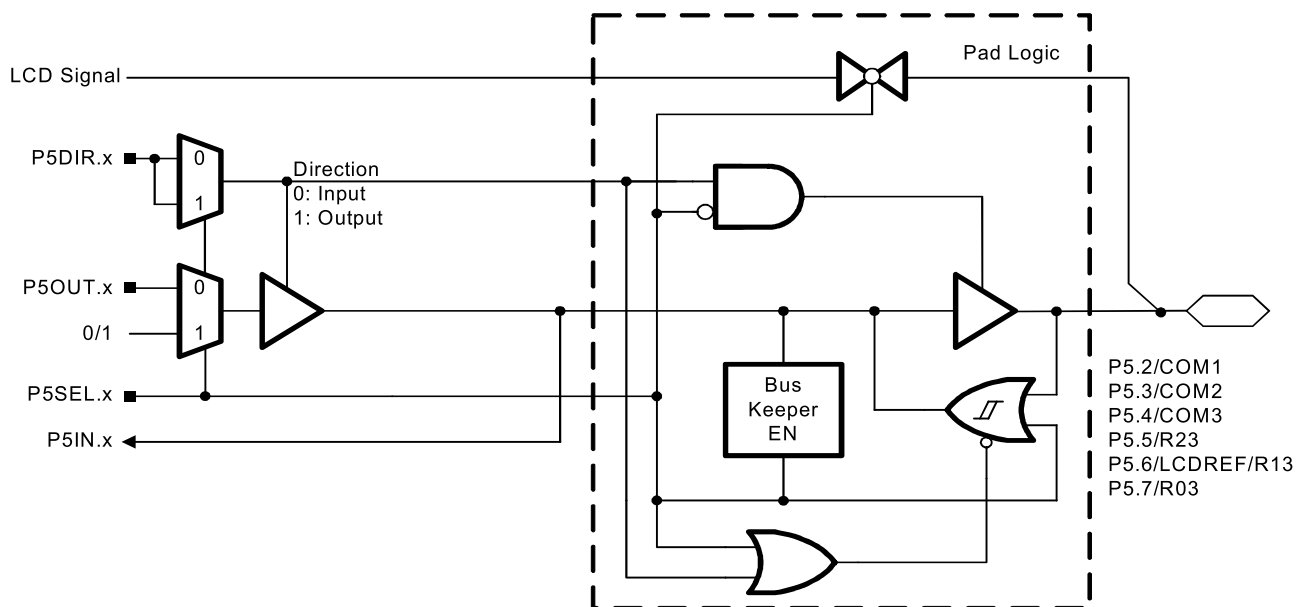 Pad Logic
LCD Signal
P5DIR.x
0
1
Direction
0: Input
1: Output
P5OUT.x
0
0/1
1
P5SEL.x
P5IN.x
Bus
Keeper
EN
P5.2/COM1
P5.3/COM2
P5.4/COM3
P5.5/R23
P5.6/LCDREF/R13
P5.7/R03